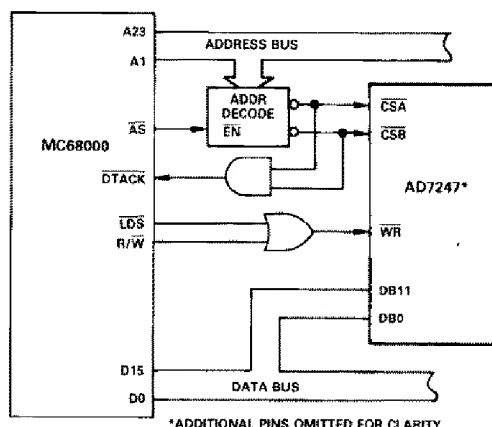 A23
ADDRESS BUS
A1
ADDR
DECODE
EN
AS
MC68000
DTACK
LDS
R/W
CSA
CSB
AD7247*
WR
DB11
DB0
D15
D0
DATA BUS
*ADDITIONAL PINS OMITTED FOR CLARITY